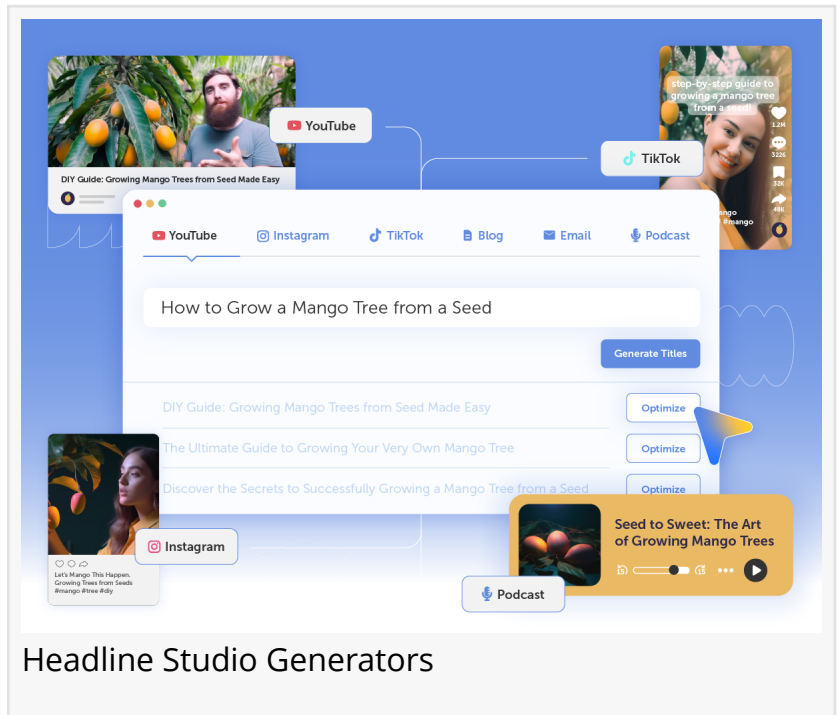 YouTube
step-by-step guide to
growing a mango tree
from a seed!
1.2M
3226
32K
TikTok
DIY Guide: Growing Mango Trees from Seed Made Easy
#mango
YouTube
Instagram
TikTok
Blog
Email
Podcast
How to Grow a Mango Tree from a Seed
Generate Titles
DIY Guide: Growing Mango Trees from Seed Made Easy
Optimize
The Ultimate Guide to Growing Your Very Own Mango Tree
Optimize
Discover the Secrets to Successfully Growing a Mango Tree from a Seed
Optimize
Seed to Sweet: The Art
of Growing Mango Trees
15
15
Instagram
Let's Mango This Happen.
Growing Trees from Seeds
#mango #tree #diy
Podcast
Headline Studio Generators